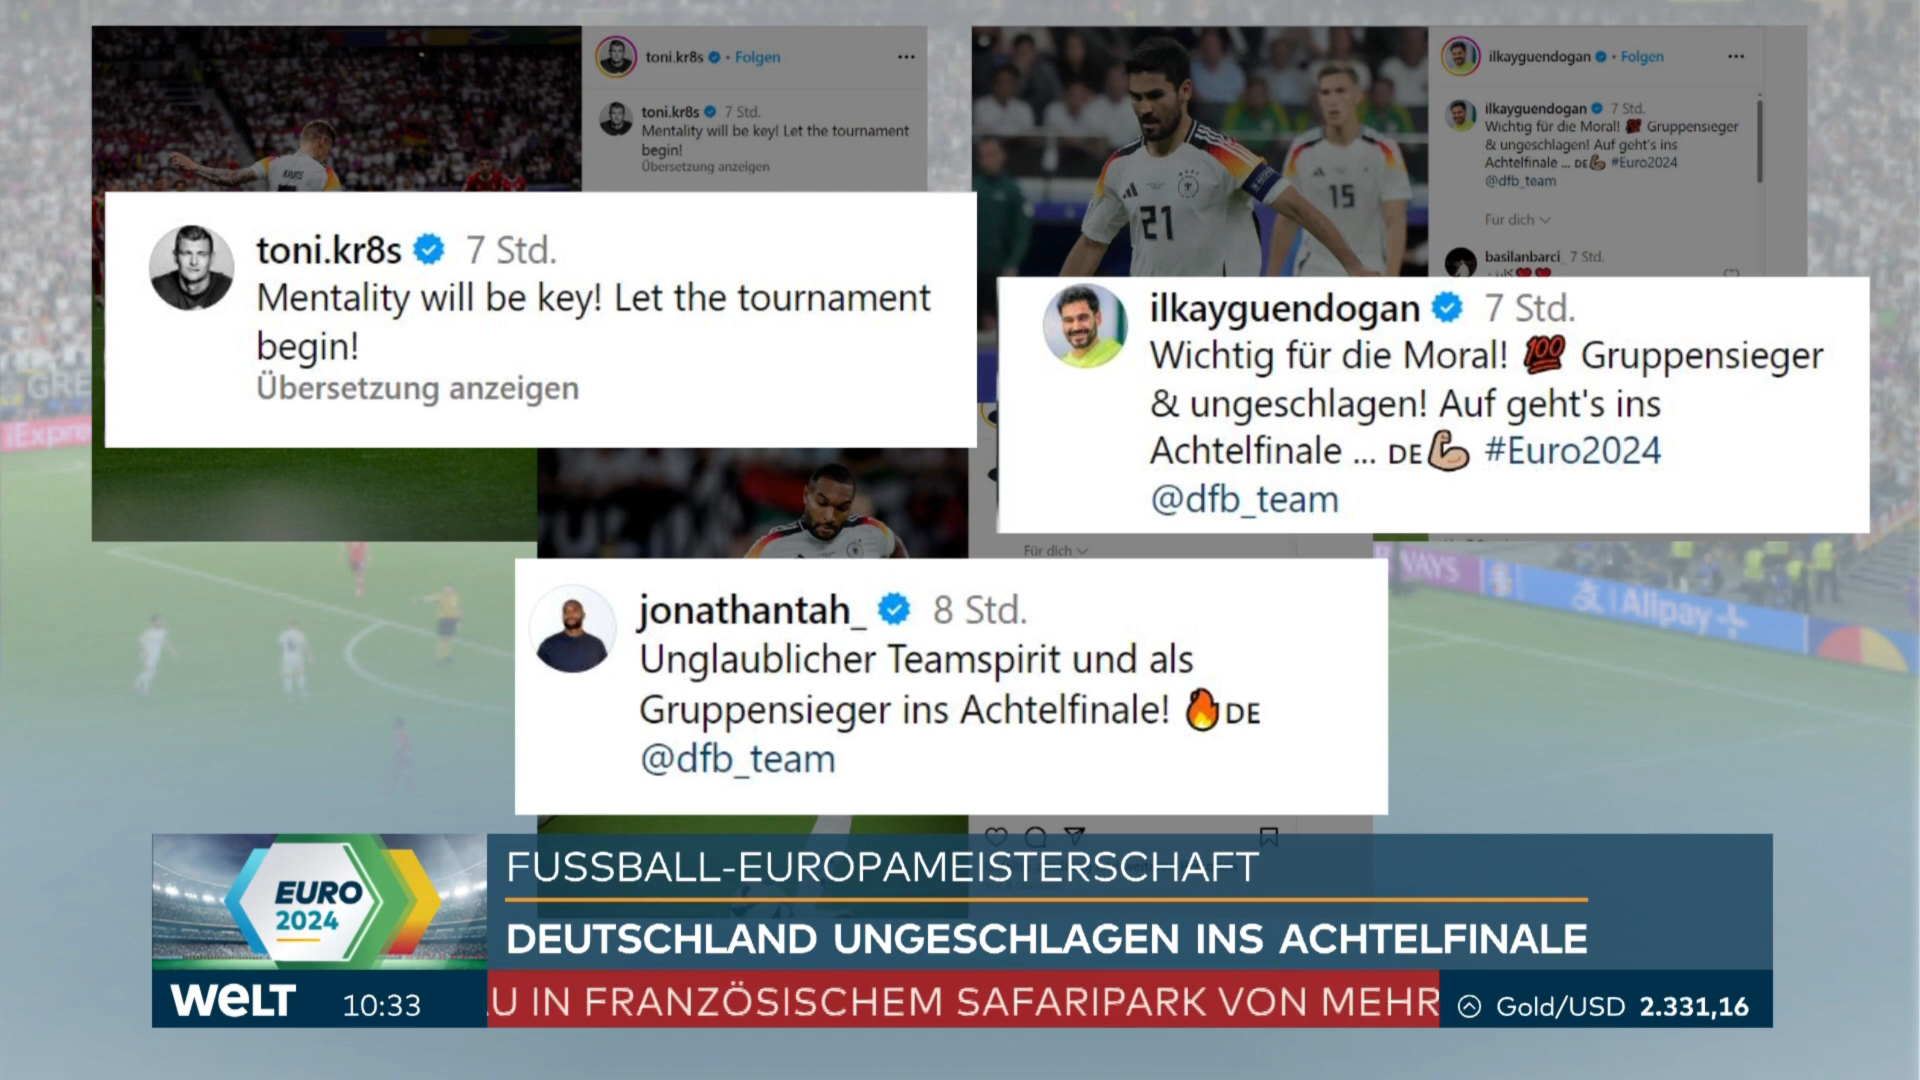 toni.kr8s • Folgen
toni.kr8s 7 Std.
Mentality will be key! Let the tournament
begin!
Übersetzung anzeigen
KROOS
ilkayguendogan • Folgen
ilkayguendogan 7 Std.
Wichtig für die Moral! 💯 Gruppensieger
& ungeschlagen! Auf geht's ins
Achtelfinale ... DE💪🏼 #Euro2024
@dfb_team
Für dich
basilanbarci_ 7 Std.
21
15
toni.kr8s 7 Std.
Mentality will be key! Let the tournament
begin!
Übersetzung anzeigen
ilkayguendogan 7 Std.
Wichtig für die Moral! 💯 Gruppensieger
& ungeschlagen! Auf geht's ins
Achtelfinale ... DE💪🏼 #Euro2024
@dfb_team
Für dich
jonathantah_ 8 Std.
Unglaublicher Teamspirit und als
Gruppensieger ins Achtelfinale! 🔥DE
@dfb_team
Alipay
EURO
2024
FUSSBALL-EUROPAMEISTERSCHAFT
DEUTSCHLAND UNGESCHLAGEN INS ACHTELFINALE
WELT 10:33
U IN FRANZÖSISCHEM SAFARIPARK VON MEHR
Gold/USD 2.331,16